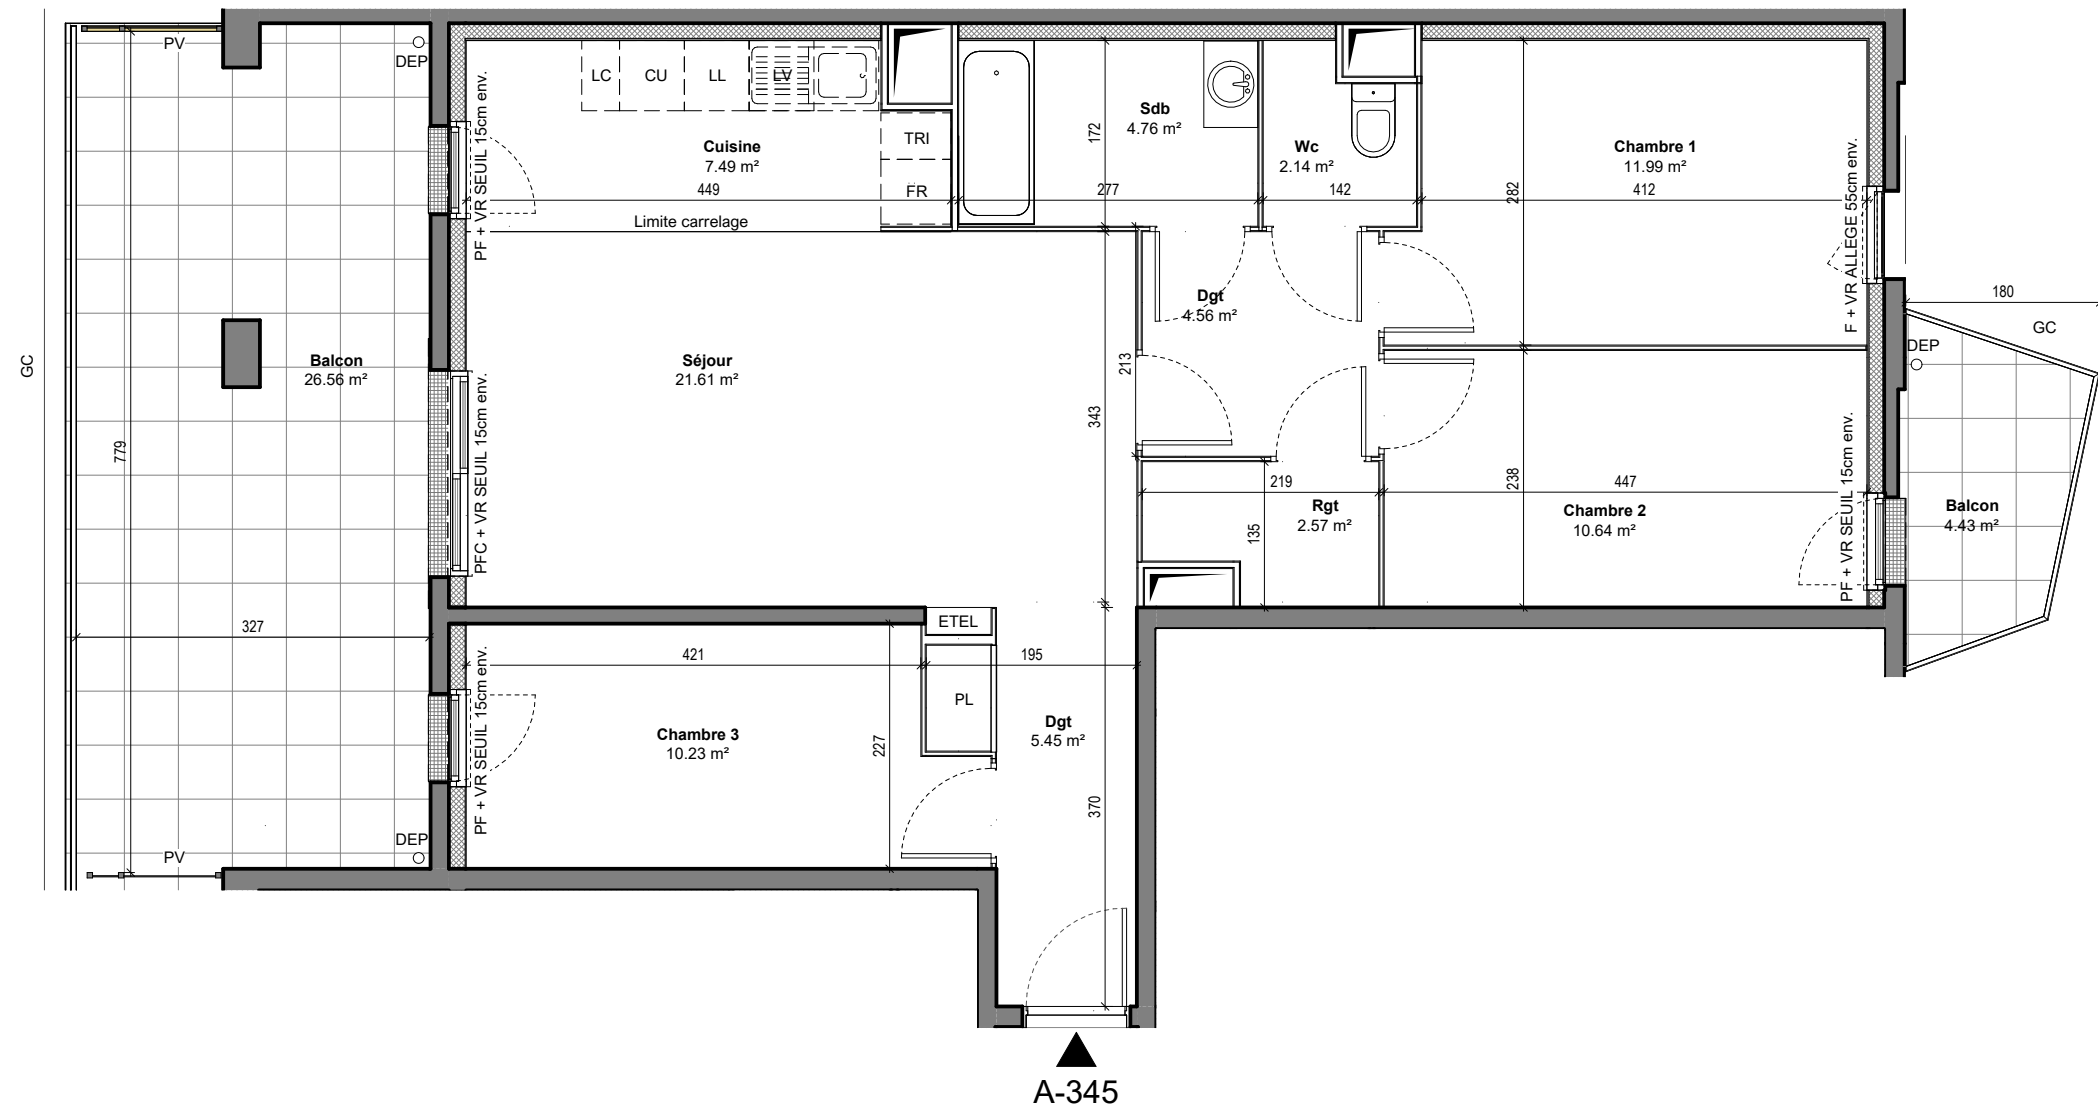 PV
DEP
GC
779
327
Balcon
26.56 m²
DEP
PV
PF + VR SEUIL 15cm env.
PFC + VR SEUIL 15cm env.
PF + VR SEUIL 15cm env.
LC
CU
LL
LV
TRI
FR
Cuisine
7.49 m²
449
Limite carrelage
Séjour
21.61 m²
343
213
Sdb
4.76 m²
172
277
Wc
2.14 m²
142
Chambre 1
11.99 m²
282
412
F + VR ALLEGE 55cm env.
Dgt
4.56 m²
219
Rgt
2.57 m²
135
238
447
Chambre 2
10.64 m²
PF + VR SEUIL 15cm env.
180
GC
DEP
Balcon
4.43 m²
ETEL
421
195
PL
Chambre 3
10.23 m²
227
Dgt
5.45 m²
370
A-345